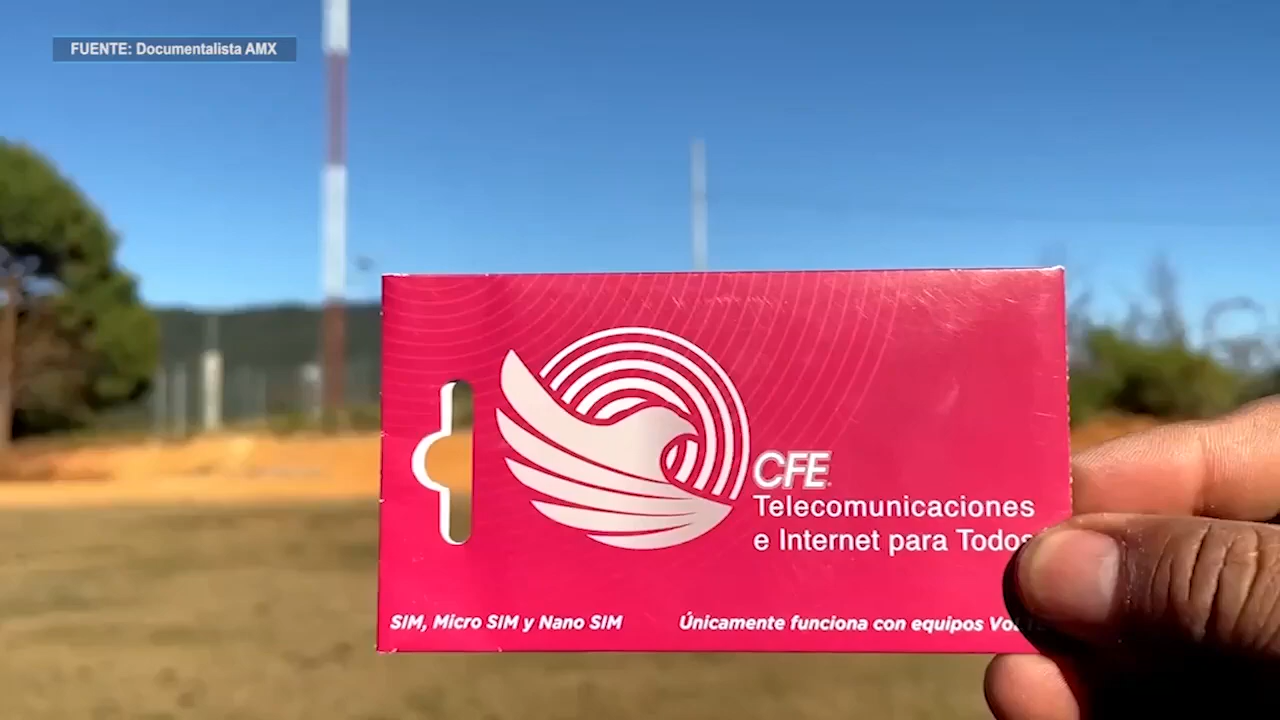 FUENTE: Documentalista AMX
CFE
Telecomunicaciones
e Internet para Todos
SIM, Micro SIM y Nano SIM
Únicamente funciona con equipos